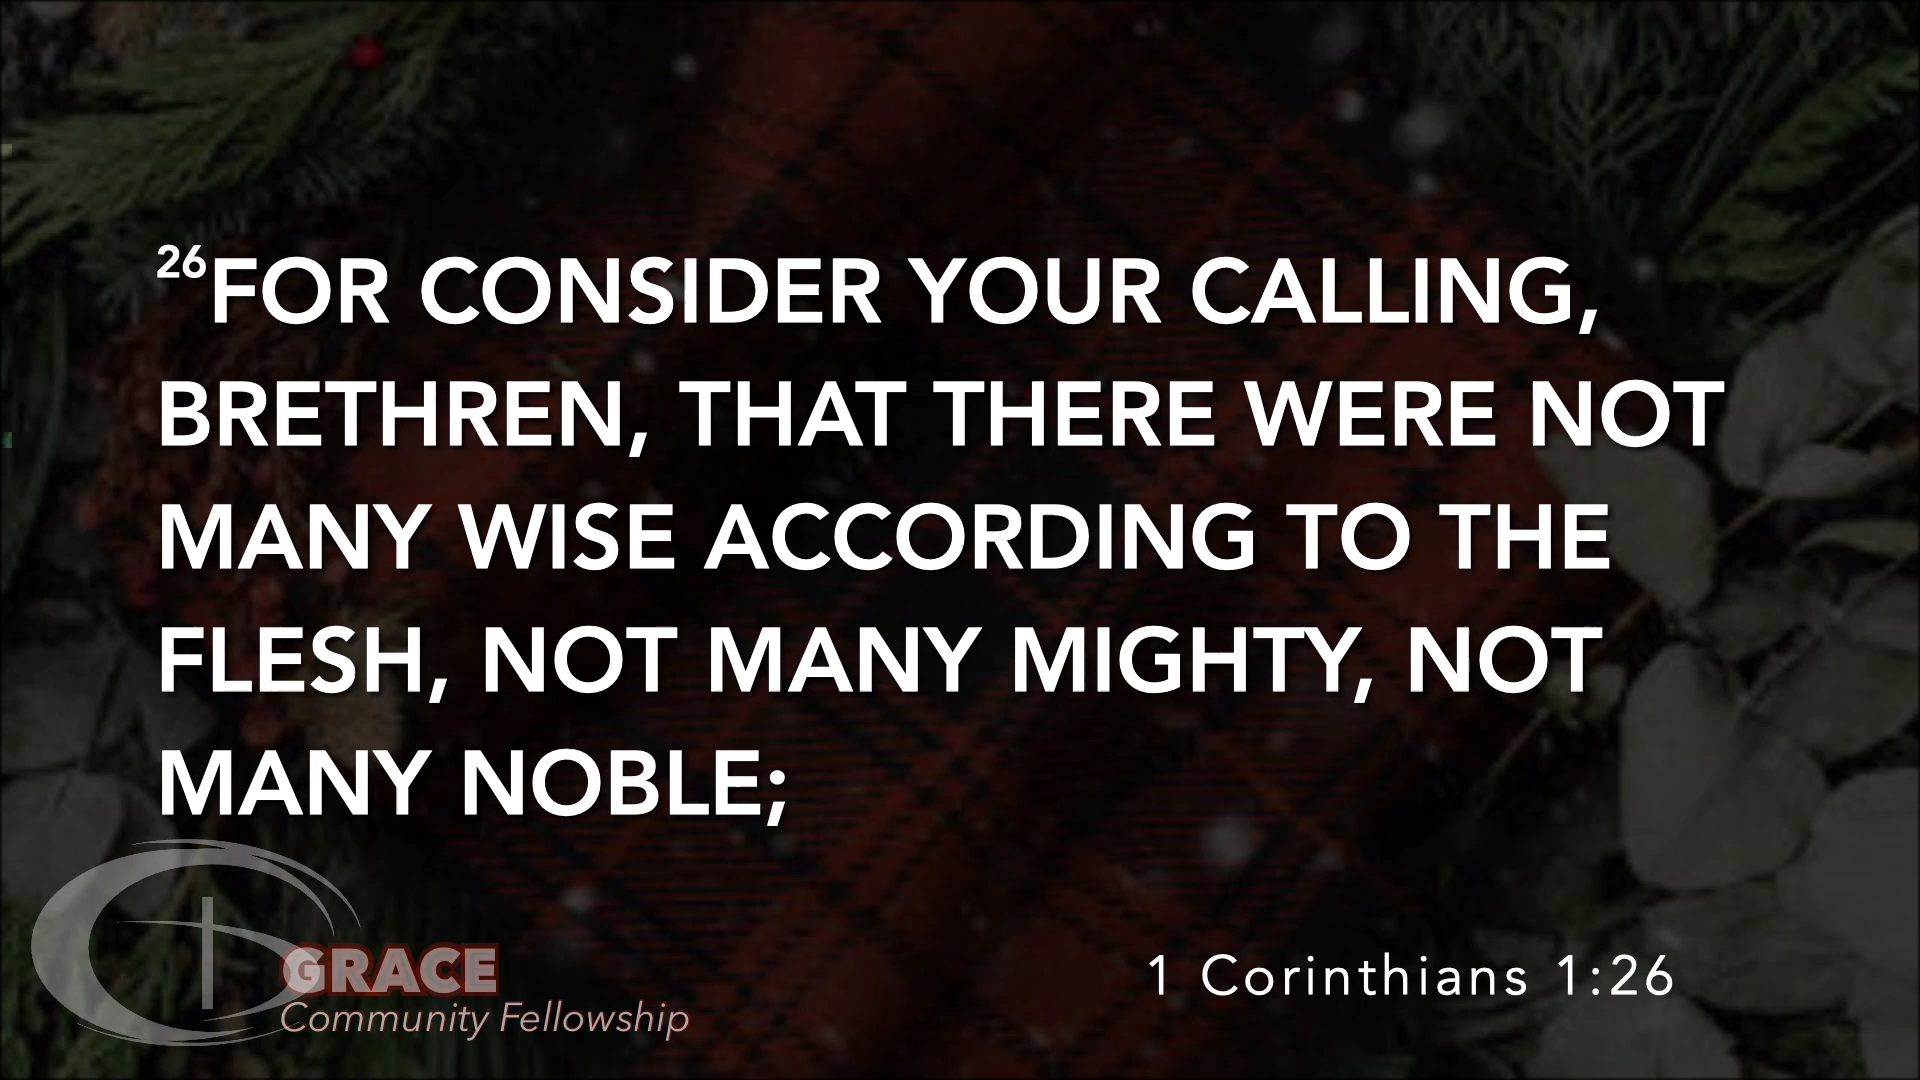 26FOR CONSIDER YOUR CALLING,
BRETHREN, THAT THERE WERE NOT
MANY WISE ACCORDING TO THE
FLESH, NOT MANY MIGHTY, NOT
MANY NOBLE;
GRACE
Community Fellowship
1 Corinthians 1:26